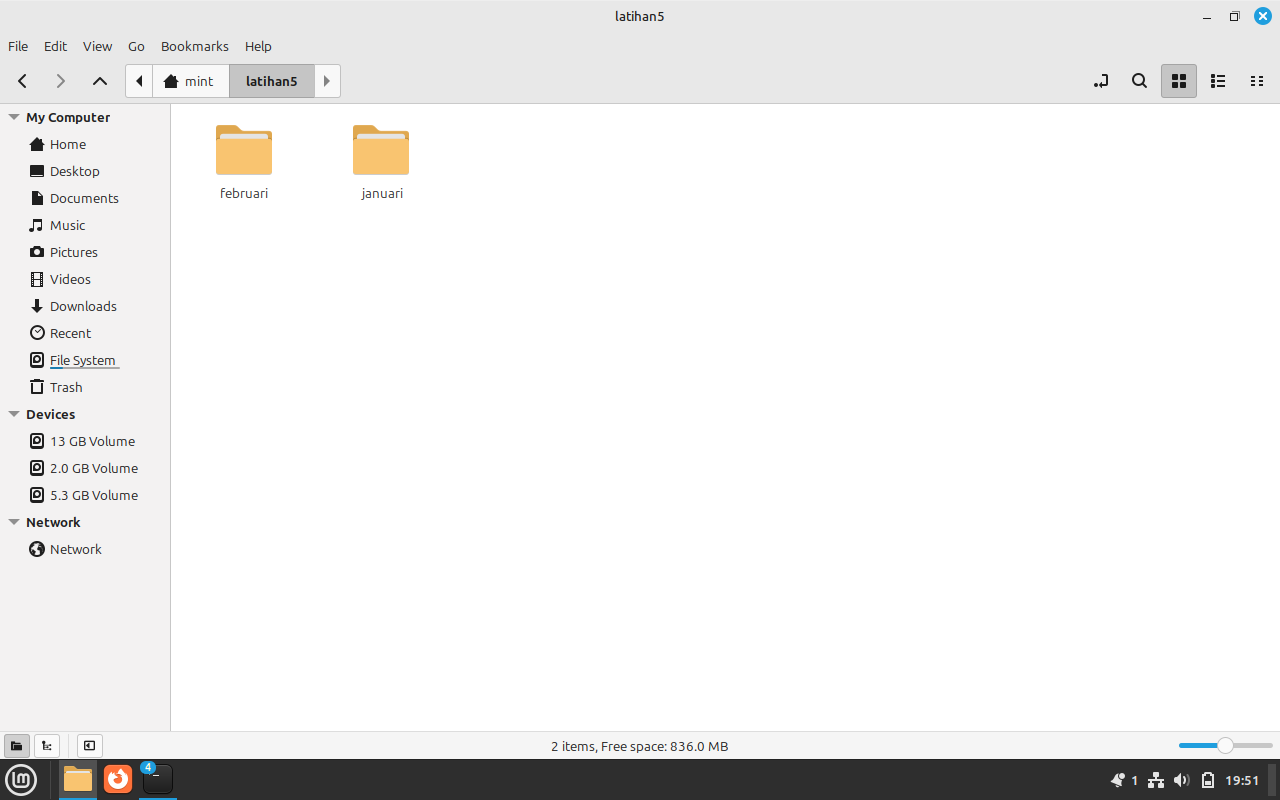 latihan5
File Edit View Go Bookmarks Help
mint latihan5
My Computer
Home
Desktop
Documents
Music
Pictures
Videos
Downloads
Recent
File System
Trash
Devices
13 GB Volume
2.0 GB Volume
5.3 GB Volume
Network
Network
februari januari
2 items, Free space: 836.0 MB
4
1 19:51